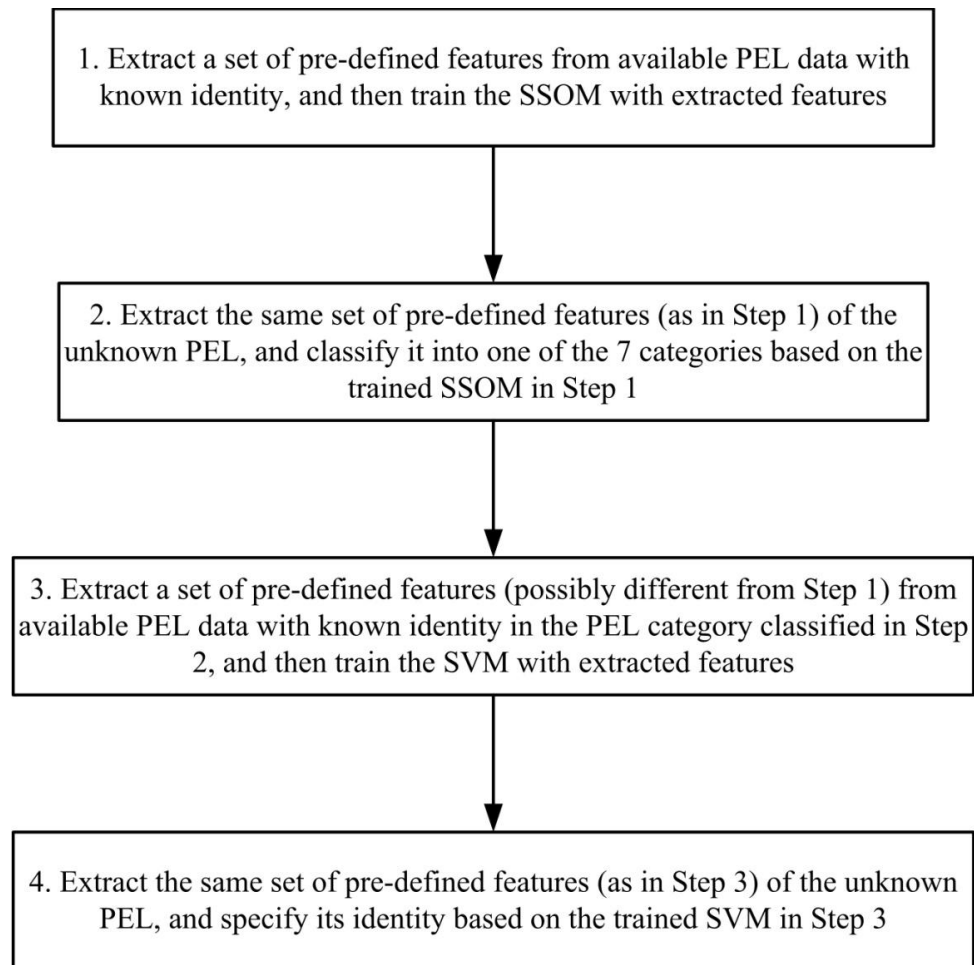 1. Extract a set of pre-defined features from available PEL data with
known identity, and then train the SSOM with extracted features
2. Extract the same set of pre-defined features (as in Step 1) of the
unknown PEL, and classify it into one of the 7 categories based on the
trained SSOM in Step 1
3. Extract a set of pre-defined features (possibly different from Step 1) from
available PEL data with known identity in the PEL category classified in Step
2, and then train the SVM with extracted features
4. Extract the same set of pre-defined features (as in Step 3) of the unknown
PEL, and specify its identity based on the trained SVM in Step 3